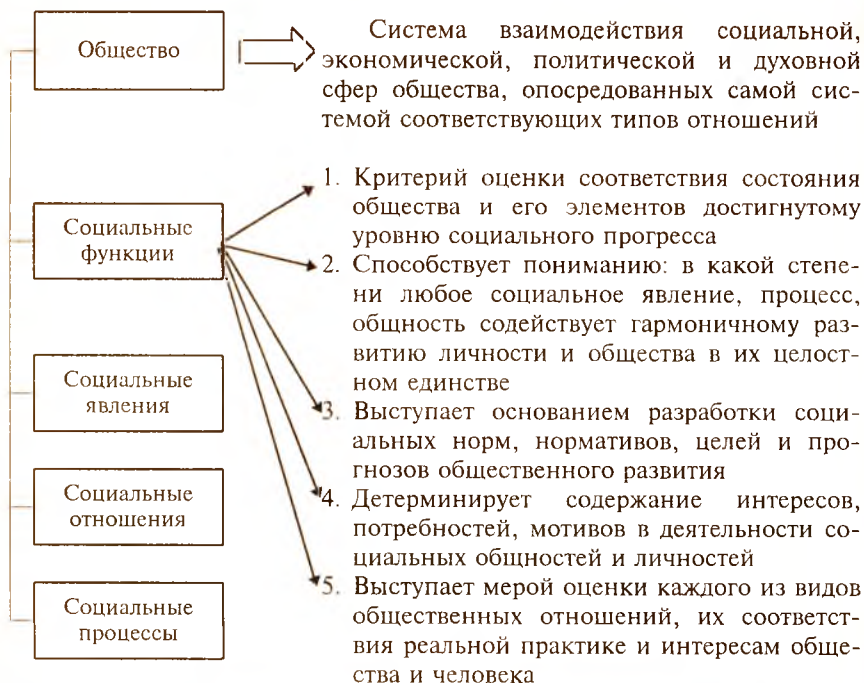 Общество
Система взаимодействия социальной,
экономической, политической и духовной
сфер общества, опосредованных самой сис-
темой соответствующих типов отношений
Социальные
функции
1. Критерий оценки соответствия состояния
общества и его элементов достигнутому
уровню социального прогресса
2. Способствует пониманию: в какой степе-
ни любое социальное явление, процесс,
общность содействует гармоничному раз-
витию личности и общества в их целост-
ном единстве
3. Выступает основанием разработки соци-
альных норм, нормативов, целей и про-
гнозов общественного развития
4. Детерминирует содержание интересов,
потребностей, мотивов в деятельности со-
циальных общностей и личностей
5. Выступает мерой оценки каждого из видов
общественных отношений, их соответст-
вия реальной практике и интересам обще-
ства и человека
Социальные
явления
Социальные
отношения
Социальные
процессы